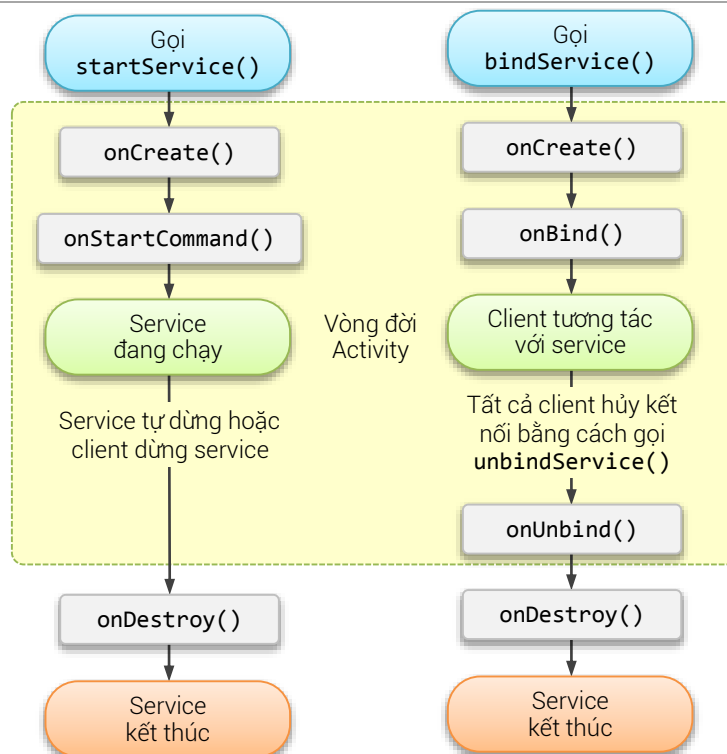 Gọi
startService()
onCreate()
onStartCommand()
Service
đang chạy
Service tự dừng hoặc
client dừng service
onDestroy()
Service
kết thúc
Vòng đời
Activity
Gọi
bindService()
onCreate()
onBind()
Client tương tác
với service
Tất cả client hủy kết
nối bằng cách gọi
unbindService()
onUnbind()
onDestroy()
Service
kết thúc